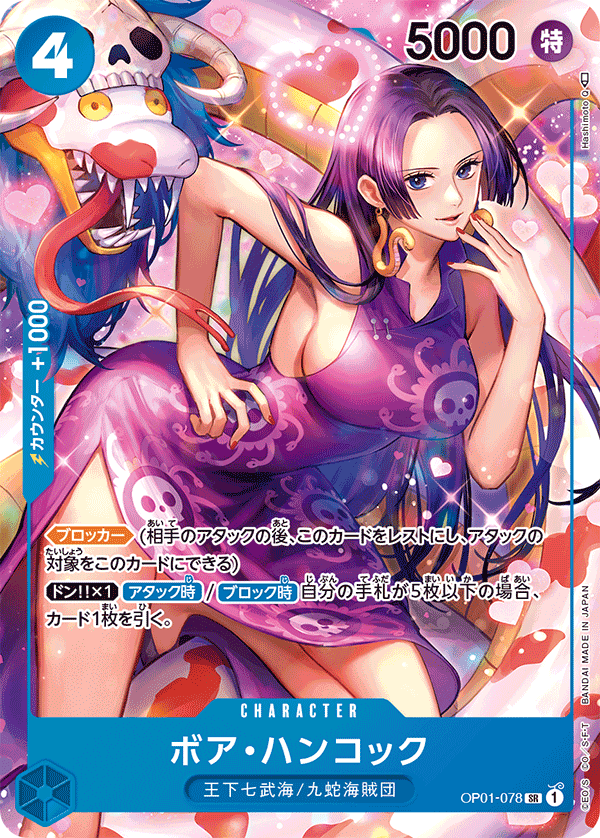 4
5000 特
Hashimoto Q
カウンター +1000
ブロッカー (相手のアタックの後、このカードをレストにし、アタックの
対象をこのカードにできる)
ドン!!×1 アタック時 / ブロック時 自分の手札が5枚以下の場合、
カード1枚を引く。
CHARACTER
ボア・ハンコック
王下七武海/九蛇海賊団
OP01-078 SR 1
©E.O/S. ©O/S・F・T BANDAI MADE IN JAPAN